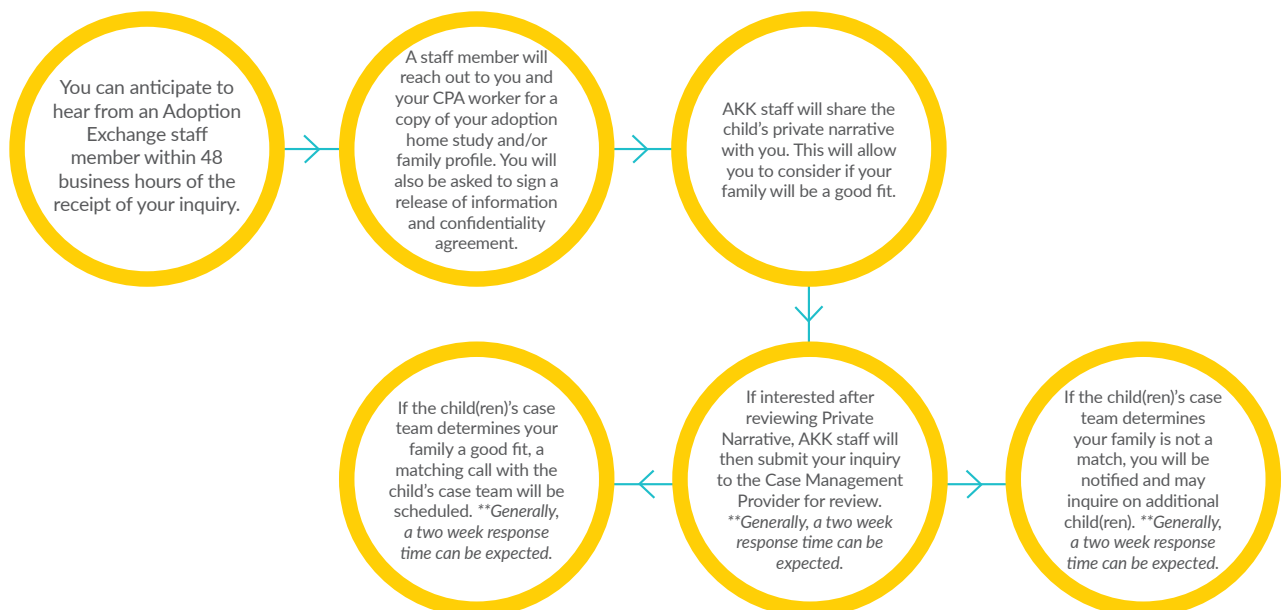 You can anticipate to
hear from an Adoption
Exchange staff
member within 48
business hours of the
receipt of your inquiry.
A staff member will
reach out to you and
your CPA worker for a
copy of your adoption
home study and/or
family profile. You will
also be asked to sign a
release of information
and confidentiality
agreement.
AKK staff will share the
child’s private narrative
with you. This will allow
you to consider if your
family will be a good fit.
If the child(ren)’s case
team determines your
family a good fit, a
matching call with the
child’s case team will be
scheduled. **Generally,
a two week response
time can be expected.
If interested after
reviewing Private
Narrative, AKK staff will
then submit your inquiry
to the Case Management
Provider for review.
**Generally, a two week
response time can be
expected.
If the child(ren)’s case
team determines
your family is not a
match, you will be
notified and may
inquire on additional
child(ren). **Generally,
a two week response
time can be expected.